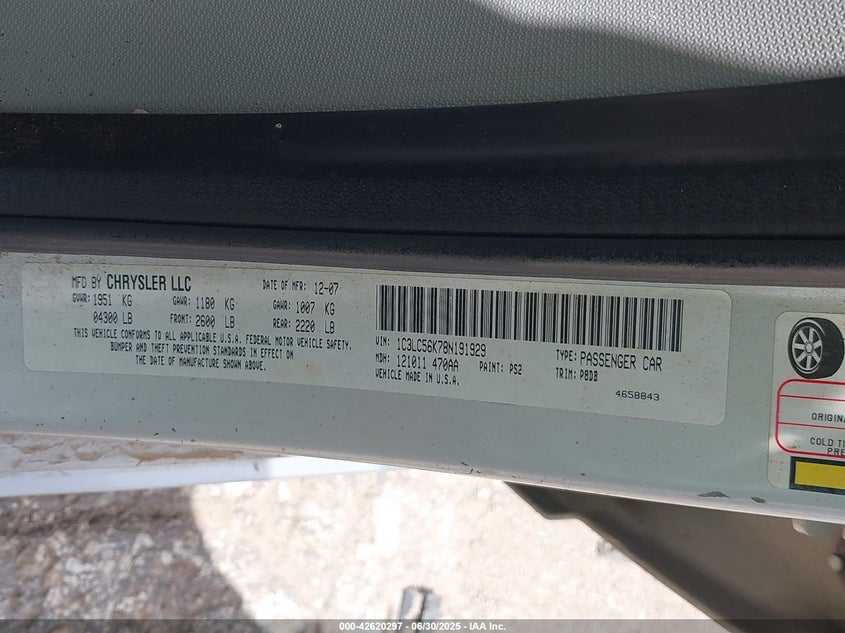 MFD BY CHRYSLER LLC DATE OF MFR: 12-07
GVWR: 1951 KG GAWR: 1180 KG GAWR: 1007 KG
04300 LB FRONT: 2600 LB REAR: 2220 LB
THIS VEHICLE CONFORMS TO ALL APPLICABLE U.S.A. FEDERAL MOTOR VEHICLE SAFETY,
BUMPER AND THEFT PREVENTION STANDARDS IN EFFECT ON
THE DATE OF MANUFACTURE SHOWN ABOVE.
VIN: 1C3LC56K78N191929 TYPE: PASSENGER CAR
MDH: 121011 470AA PAINT: PS2 TRIM: P8DB
VEHICLE MADE IN U.S.A.
4658843
ORIGINA
COLD TI
PRE
000-42620297 - 06/30/2025 - IAA Inc.